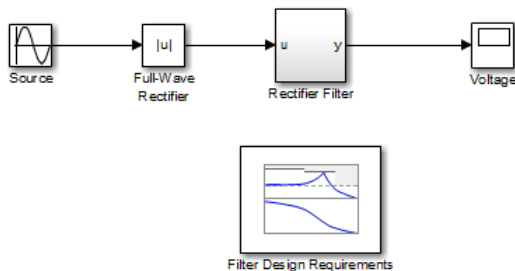 |u|
u
y
Source
Full-Wave
Rectifier
Rectifier Filter
Voltage
Filter Design Requirements